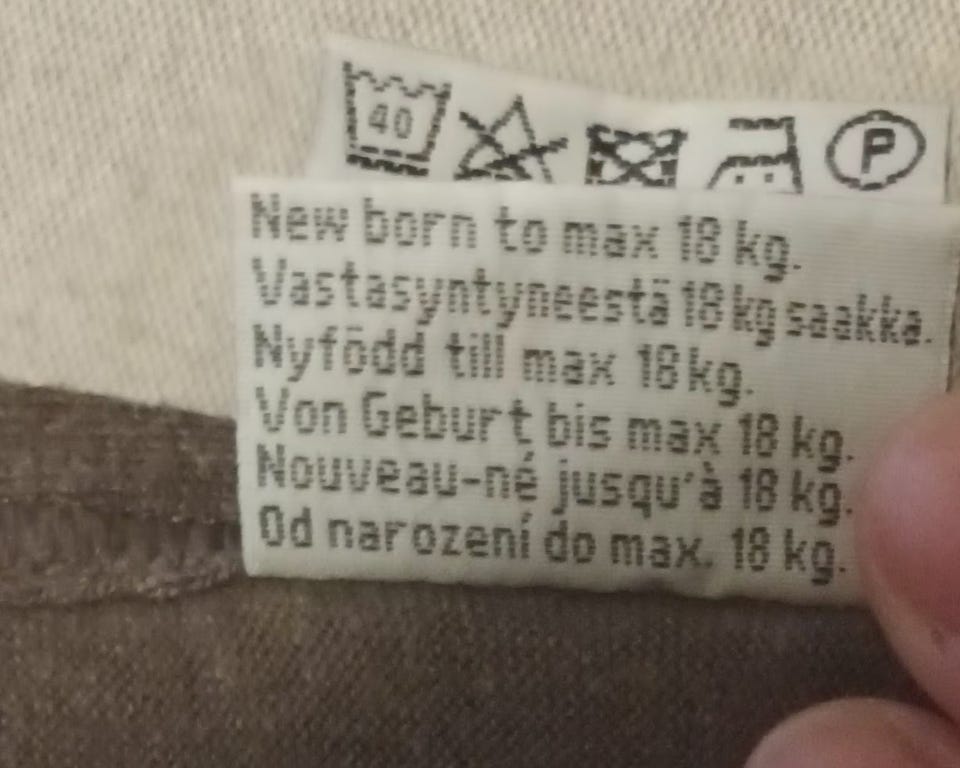 40 P
New born to max 18 kg.
Vastasyntyneestä 18 kg saakka.
Nyfödd till max 18 kg.
Von Geburt bis max 18 kg.
Nouveau-né jusqu'à 18 kg.
Od narození do max. 18 kg.